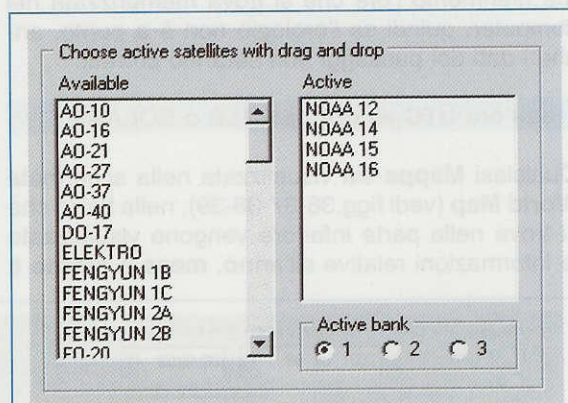 Choose active satellites with drag and drop
Available
AO-10
AO-16
AO-21
AO-27
AO-37
AO-40
DO-17
ELEKTRO
FENGYUN 1B
FENGYUN 1C
FENGYUN 2A
FENGYUN 2B
FO-20
Active
NOAA 12
NOAA 14
NOAA 15
NOAA 16
Active bank
1 2 3